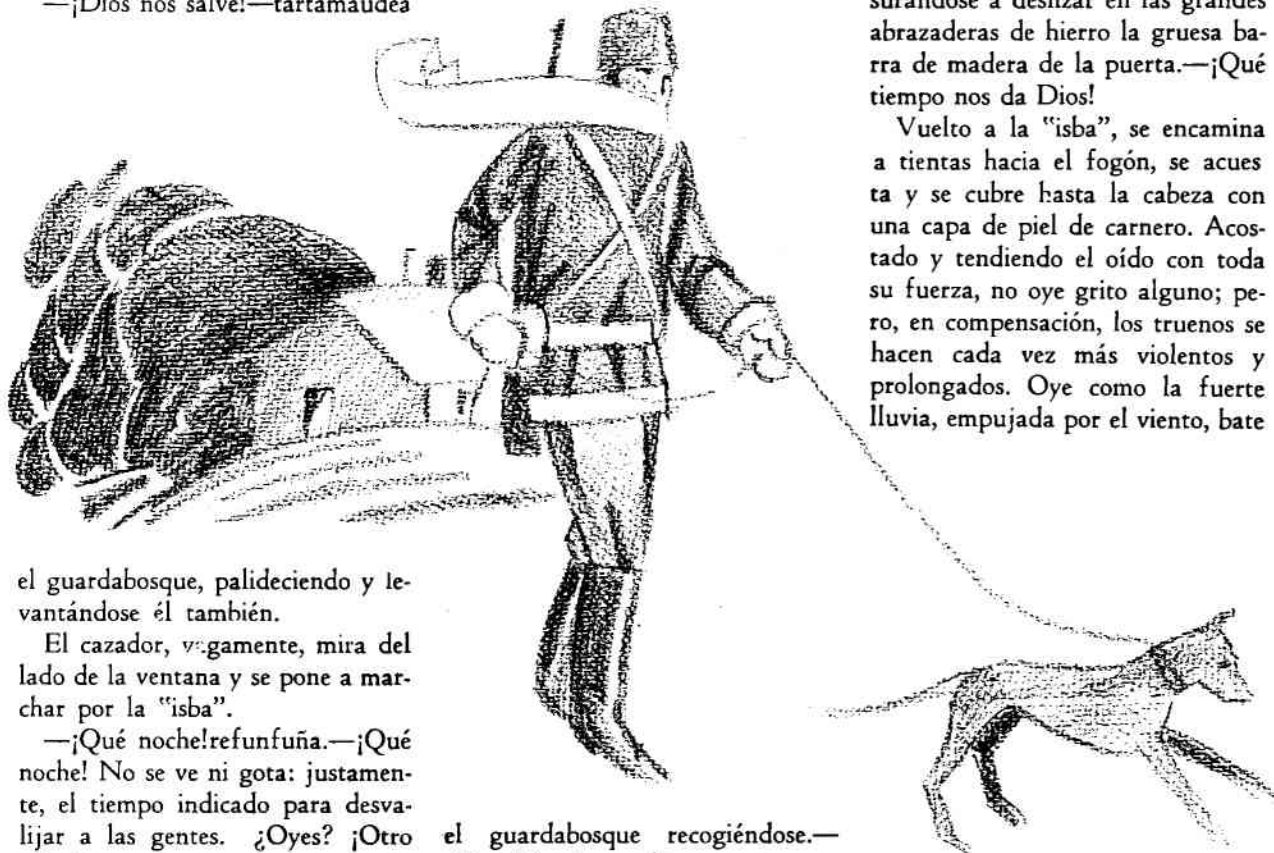 —¡Dios nos salve!—tartamaudea
el guardabosque, palideciendo y le-
vantándose él también.
El cazador, vagamente, mira del
lado de la ventana y se pone a mar-
char por la "isba".
—¡Qué noche!refunfuña.—¡Qué
noche! No se ve ni gota: justamen-
te, el tiempo indicado para desva-
lijar a las gentes. ¿Oyes? ¡Otro
el guardabosque recogiéndose.—
surándose a deslizar en las grandes
abrazaderas de hierro la gruesa ba-
rra de madera de la puerta.—¡Qué
tiempo nos da Dios!
Vuelto a la "isba", se encamina
a tientas hacia el fogón, se acues
ta y se cubre hasta la cabeza con
una capa de piel de carnero. Acos-
tado y tendiendo el oído con toda
su fuerza, no oye grito alguno; pe-
ro, en compensación, los truenos se
hacen cada vez más violentos y
prolongados. Oye como la fuerte
lluvia, empujada por el viento, bate